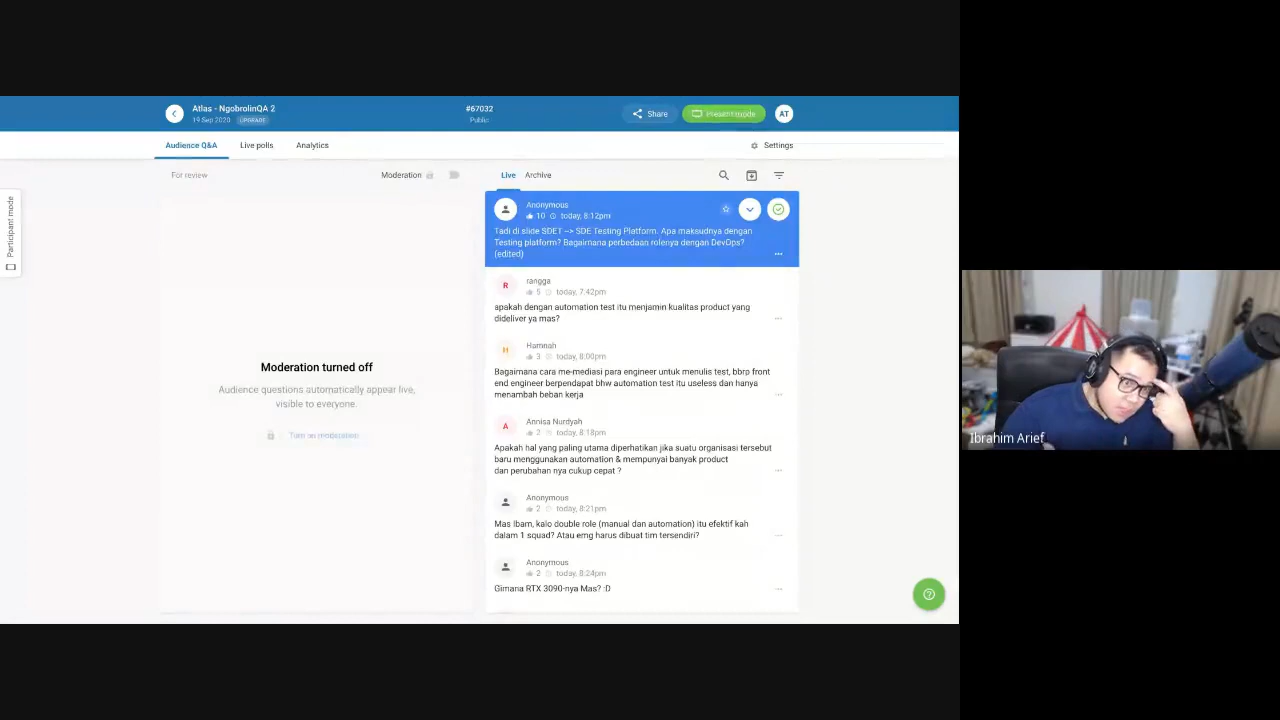 Atlas - NgobrolinQA 2
19 Sep 2020 UPGRADE
#67032
Public
Share
Present mode
AT
Audience Q&A
Live polls
Analytics
Settings
Participant mode
For review
Moderation
Moderation turned off
Audience questions automatically appear live,
visible to everyone.
Turn on moderation
Live
Archive
Anonymous
10 today, 8:12pm
Tadi di slide SDET --> SDE Testing Platform. Apa maksudnya dengan
Testing platform? Bagaimana perbedaan rolenya dengan DevOps?
(edited)
R
rangga
5 today, 7:42pm
apakah dengan automation test itu menjamin kualitas product yang
dideliver ya mas?
H
Hamnah
3 today, 8:00pm
Bagaimana cara me-mediasi para engineer untuk menulis test, bbrp front
end engineer berpendapat bhw automation test itu useless dan hanya
menambah beban kerja
A
Annisa Nurdyah
2 today, 8:18pm
Apakah hal yang paling utama diperhatikan jika suatu organisasi tersebut
baru menggunakan automation & mempunyai banyak product
dan perubahan nya cukup cepat ?
Anonymous
2 today, 8:21pm
Mas Ibam, kalo double role (manual dan automation) itu efektif kah
dalam 1 squad? Atau emg harus dibuat tim tersendiri?
Anonymous
2 today, 8:24pm
Gimana RTX 3090-nya Mas? :D
Ibrahim Arief